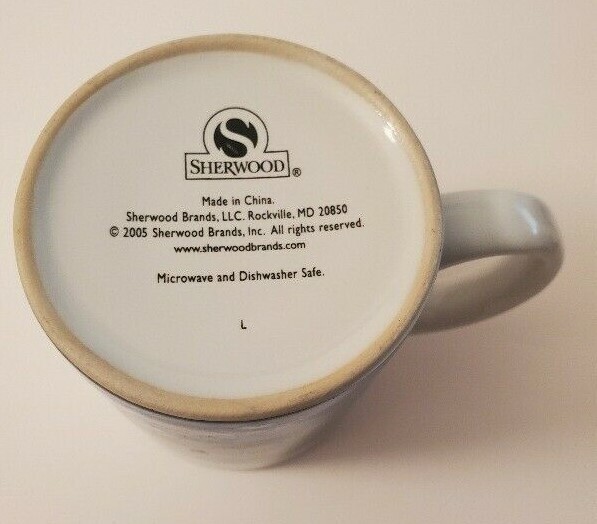 S
SHERWOOD®
Made in China.
Sherwood Brands, LLC. Rockville, MD 20850
© 2005 Sherwood Brands, Inc. All rights reserved.
www.sherwoodbrands.com
Microwave and Dishwasher Safe.
L